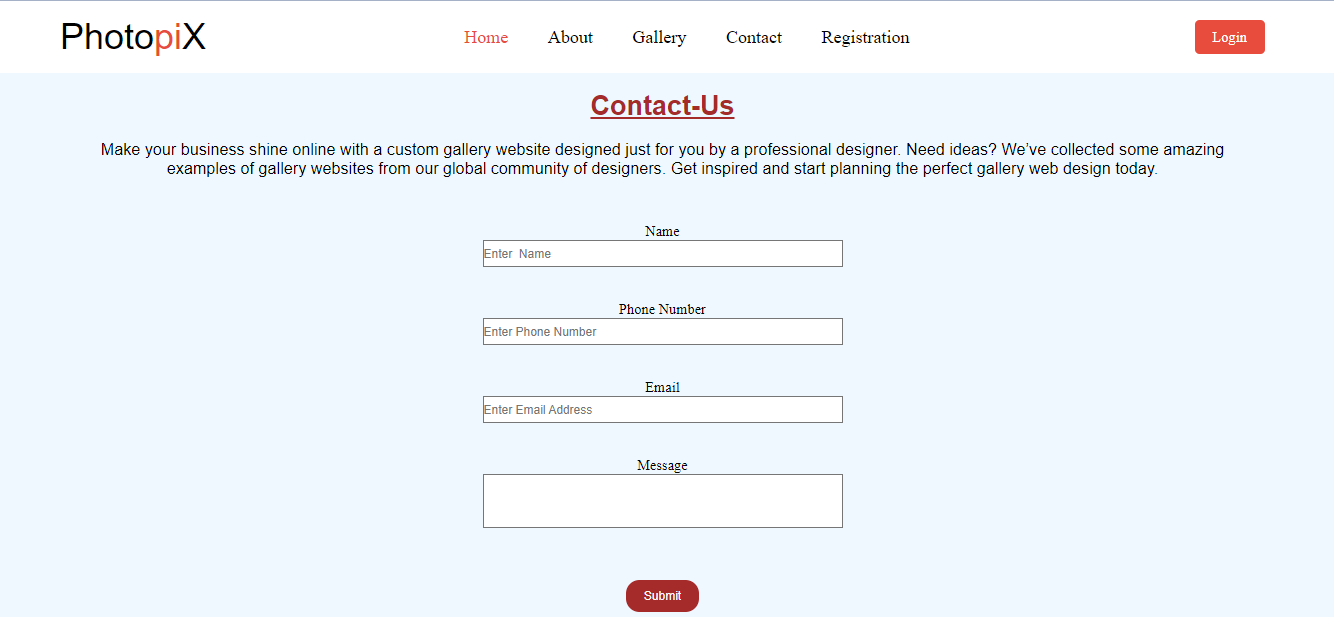 PhotopiX
Home About Gallery Contact Registration Login
Contact-Us
Make your business shine online with a custom gallery website designed just for you by a professional designer. Need ideas? We’ve collected some amazing
examples of gallery websites from our global community of designers. Get inspired and start planning the perfect gallery web design today.
Name
Enter  Name
Phone Number
Enter Phone Number
Email
Enter Email Address
Message
Submit